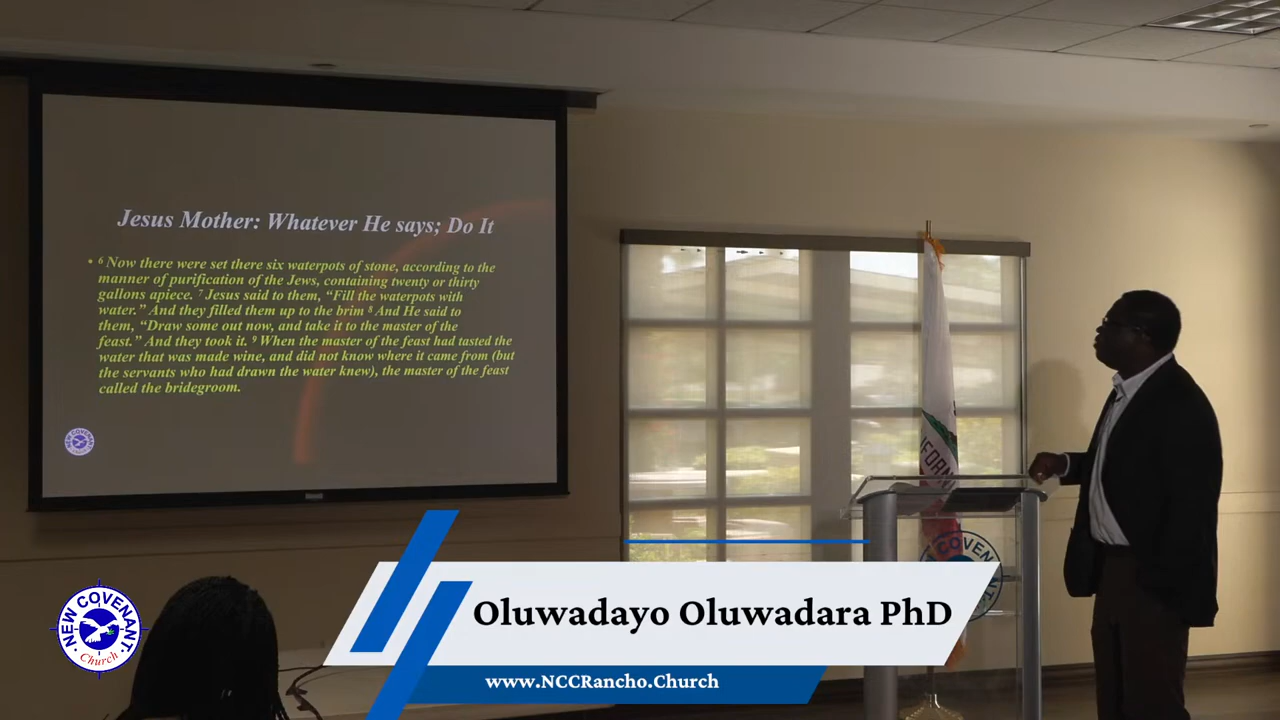 Jesus Mother: Whatever He says; Do It
• ⁶ Now there were set there six waterpots of stone, according to the
manner of purification of the Jews, containing twenty or thirty
gallons apiece. ⁷ Jesus said to them, “Fill the waterpots with
water.” And they filled them up to the brim ⁸ And He said to
them, “Draw some out now, and take it to the master of the
feast.” And they took it. ⁹ When the master of the feast had tasted the
water that was made wine, and did not know where it came from (but
the servants who had drawn the water knew), the master of the feast
called the bridegroom.
NEW COVENANT
COVENANT
NEW COVENANT
Church
Oluwadayo Oluwadara PhD
www.NCCRancho.Church